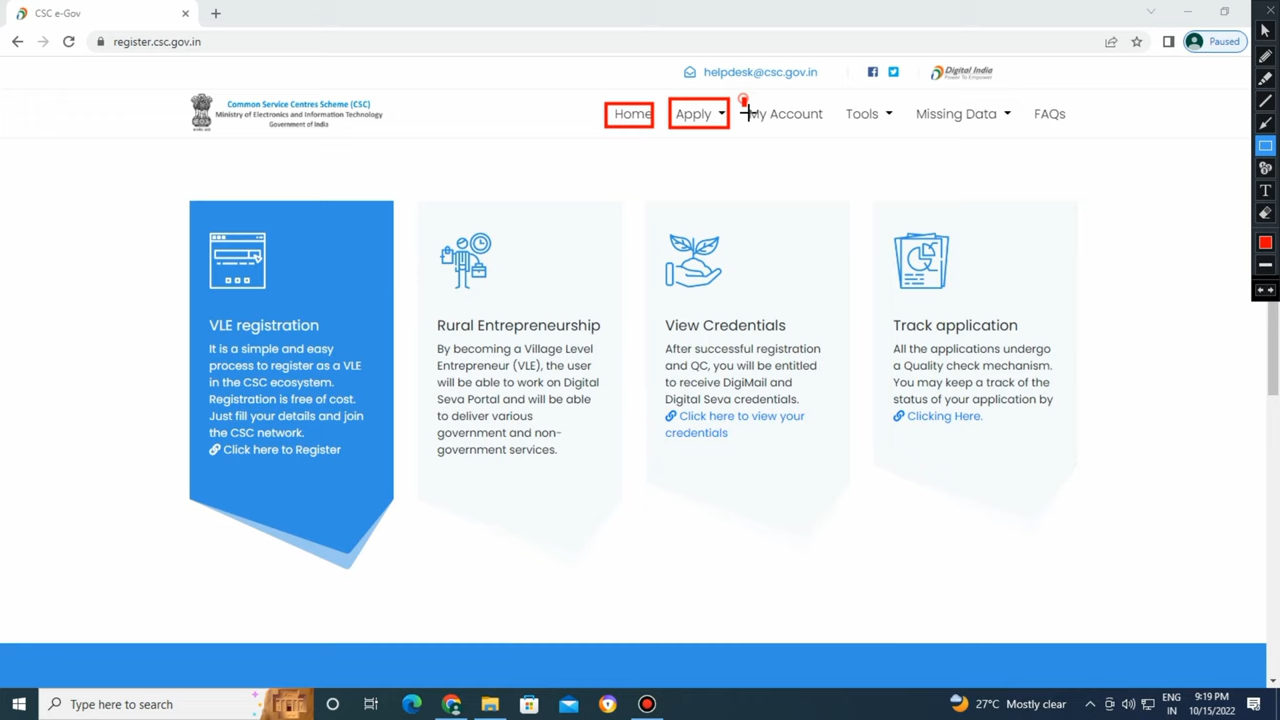 CSC e-Gov
register.csc.gov.in
Paused
helpdesk@csc.gov.in
Digital India
Power To Empower
Common Service Centres Scheme (CSC)
Ministry of Electronics and Information Technology
Government of India
Home Apply My Account Tools Missing Data FAQs
VLE registration
It is a simple and easy
process to register as a VLE
in the CSC ecosystem.
Registration is free of cost.
Just fill your details and join
the CSC network.
Click here to Register
Rural Entrepreneurship
By becoming a Village Level
Entrepreneur (VLE), the user
will be able to work on Digital
Seva Portal and will be able
to deliver various
government and non-
government services.
View Credentials
After successful registration
and QC, you will be entitled
to receive DigiMail and
Digital Seva credentials.
Click here to view your
credentials
Track application
All the applications undergo
a Quality check mechanism.
You may keep a track of the
status of your application by
Clicking Here.
T
Type here to search
27°C Mostly clear
ENG
IN
9:19 PM
10/15/2022